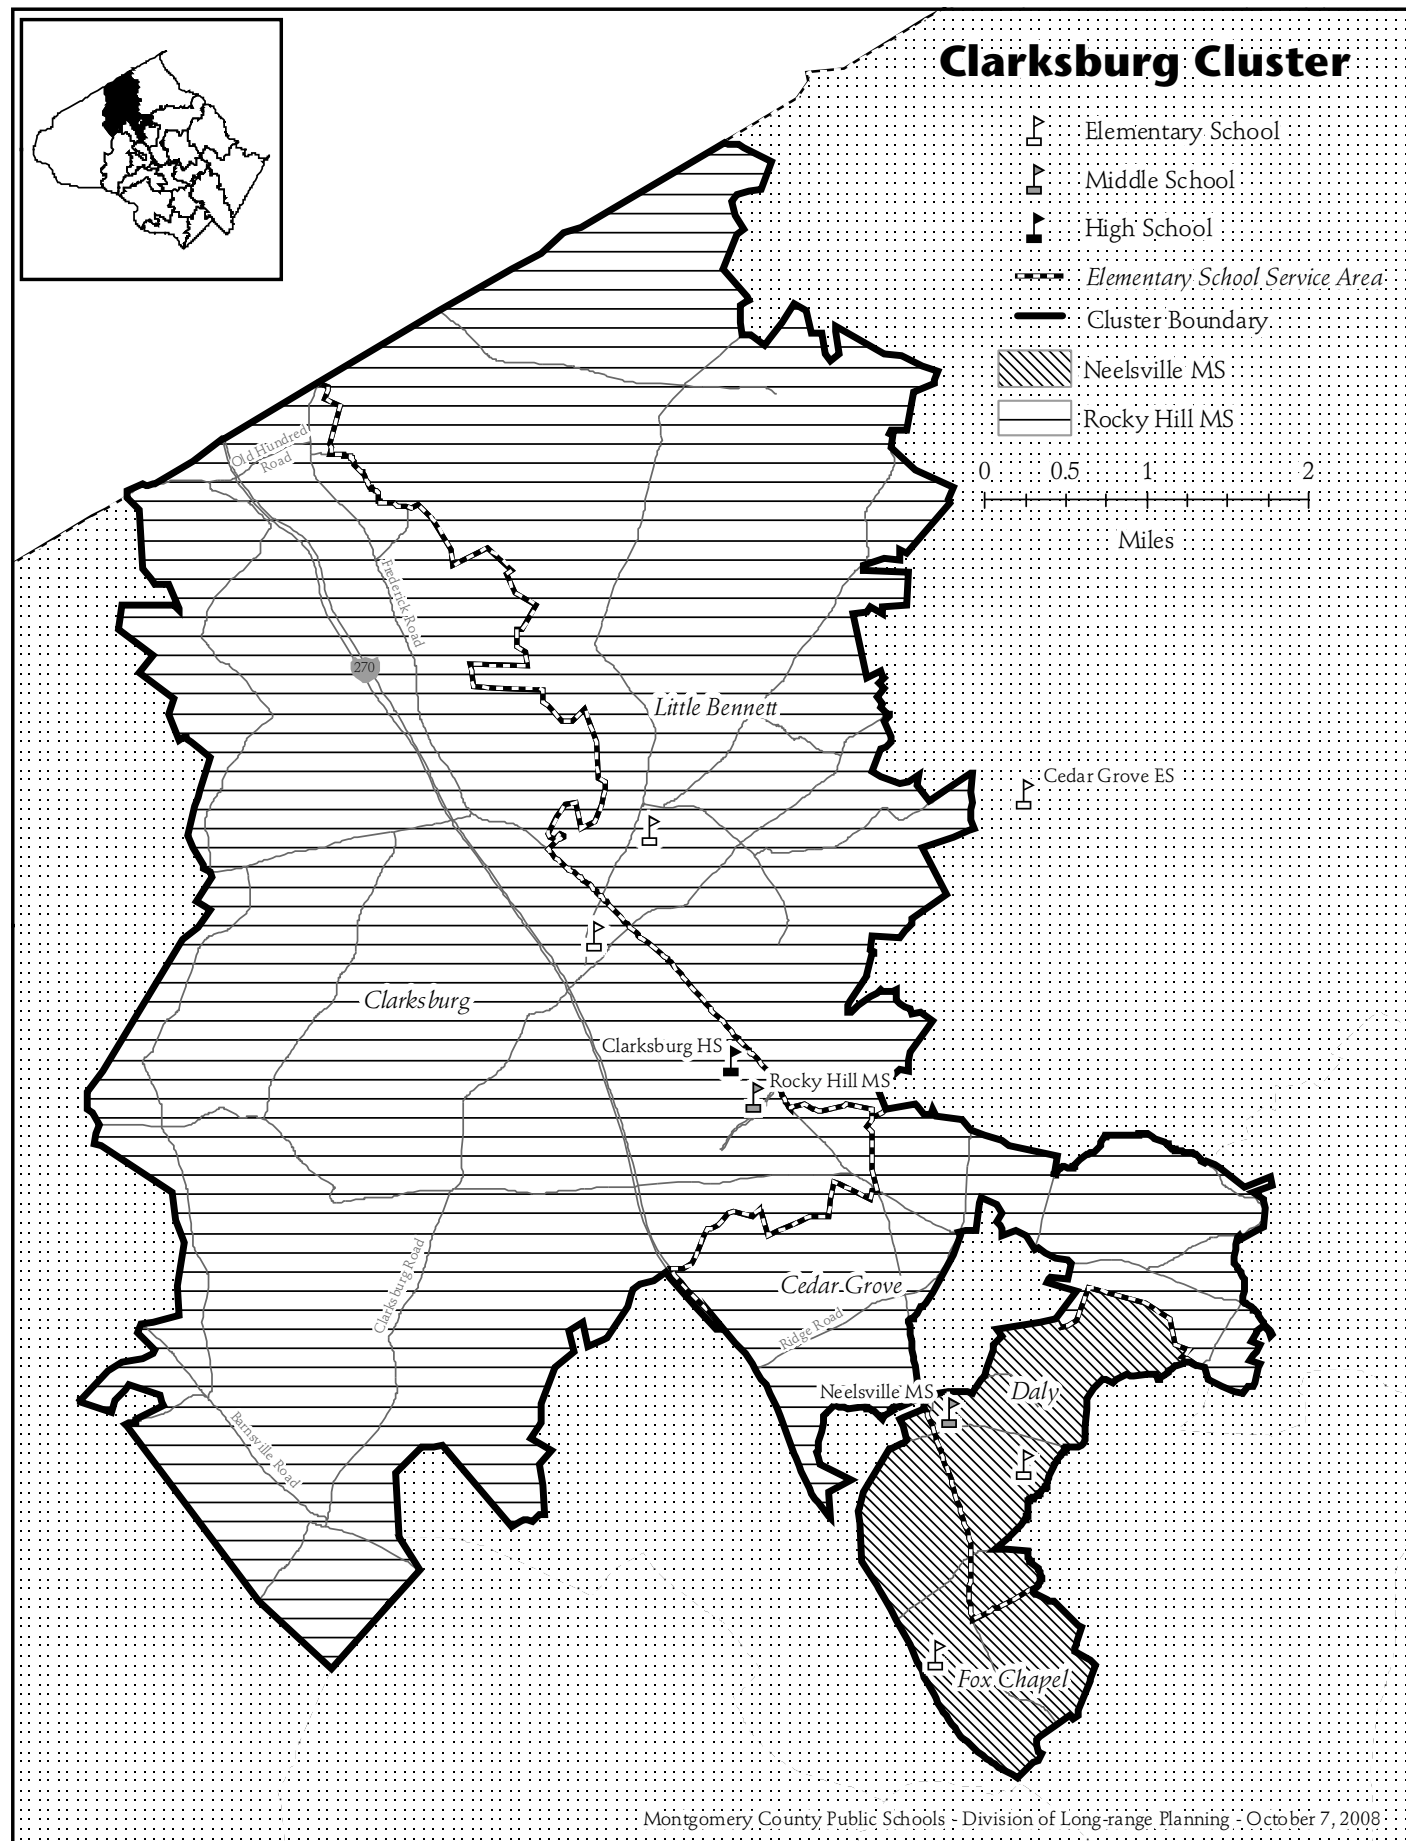 Clarksburg Cluster
Elementary School
Middle School
High School
Elementary School Service Area
Cluster Boundary
Neelsville MS
Rocky Hill MS
0 0.5 1 2
Miles
Old Hundred
Road
Frederick Road
270
Little Bennett
Cedar Grove ES
Clarksburg
Clarksburg HS
Rocky Hill MS
Clarksburg Road
Cedar Grove
Ridge Road
Neelsville MS
Daly
Barnsville Road
Fox Chapel
Montgomery County Public Schools - Division of Long-range Planning - October 7, 2008